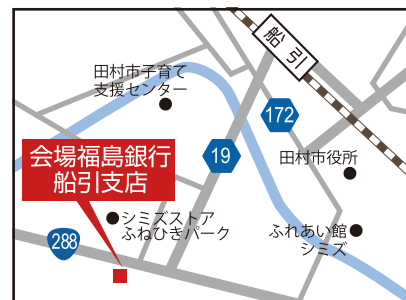 船引
田村市子育て
支援センター
172
19
会場福島銀行
船引支店
田村市役所
シミズストア
ふねひきパーク
ふれあい館
シミズ
288